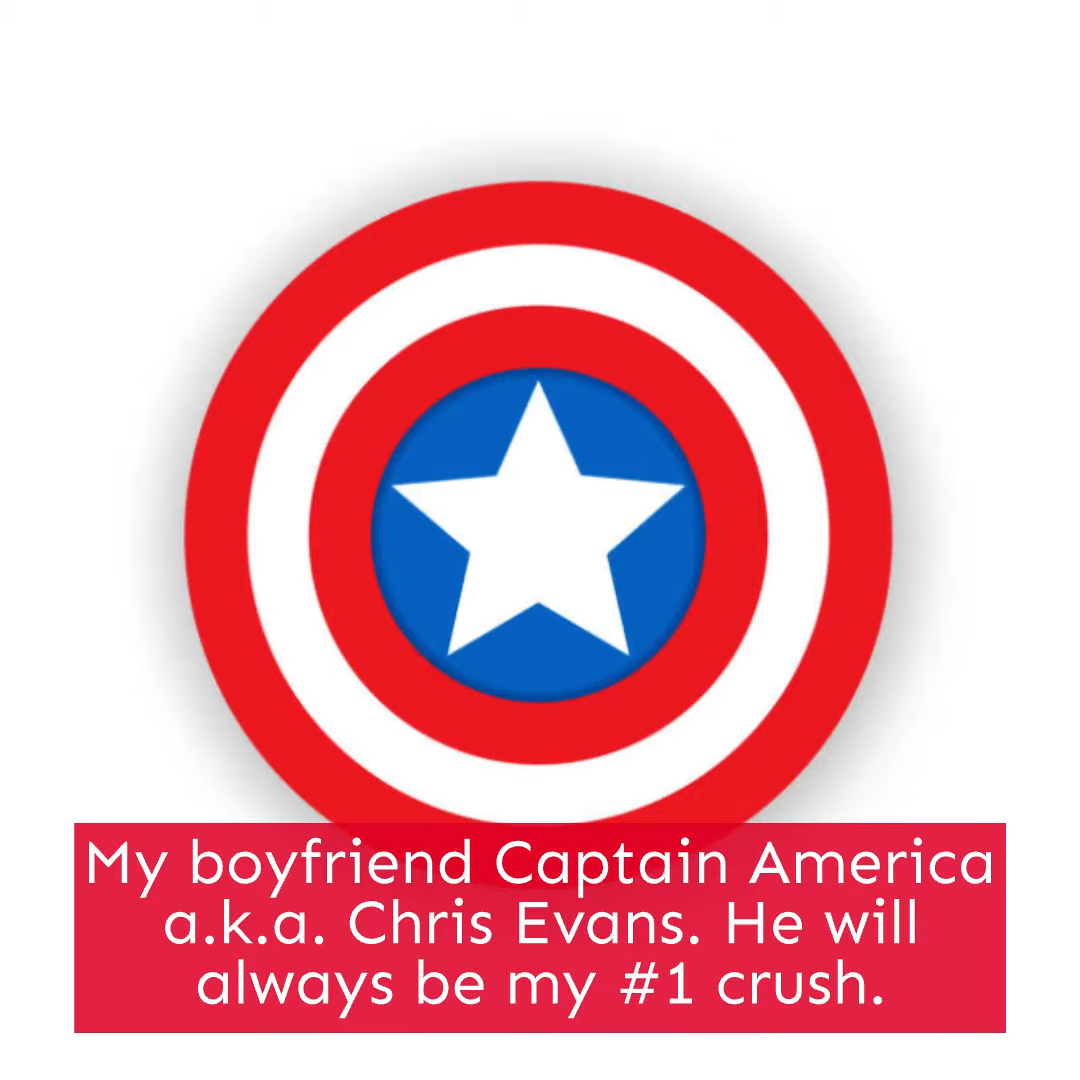 My boyfriend Captain America
a.k.a. Chris Evans. He will
always be my #1 crush.